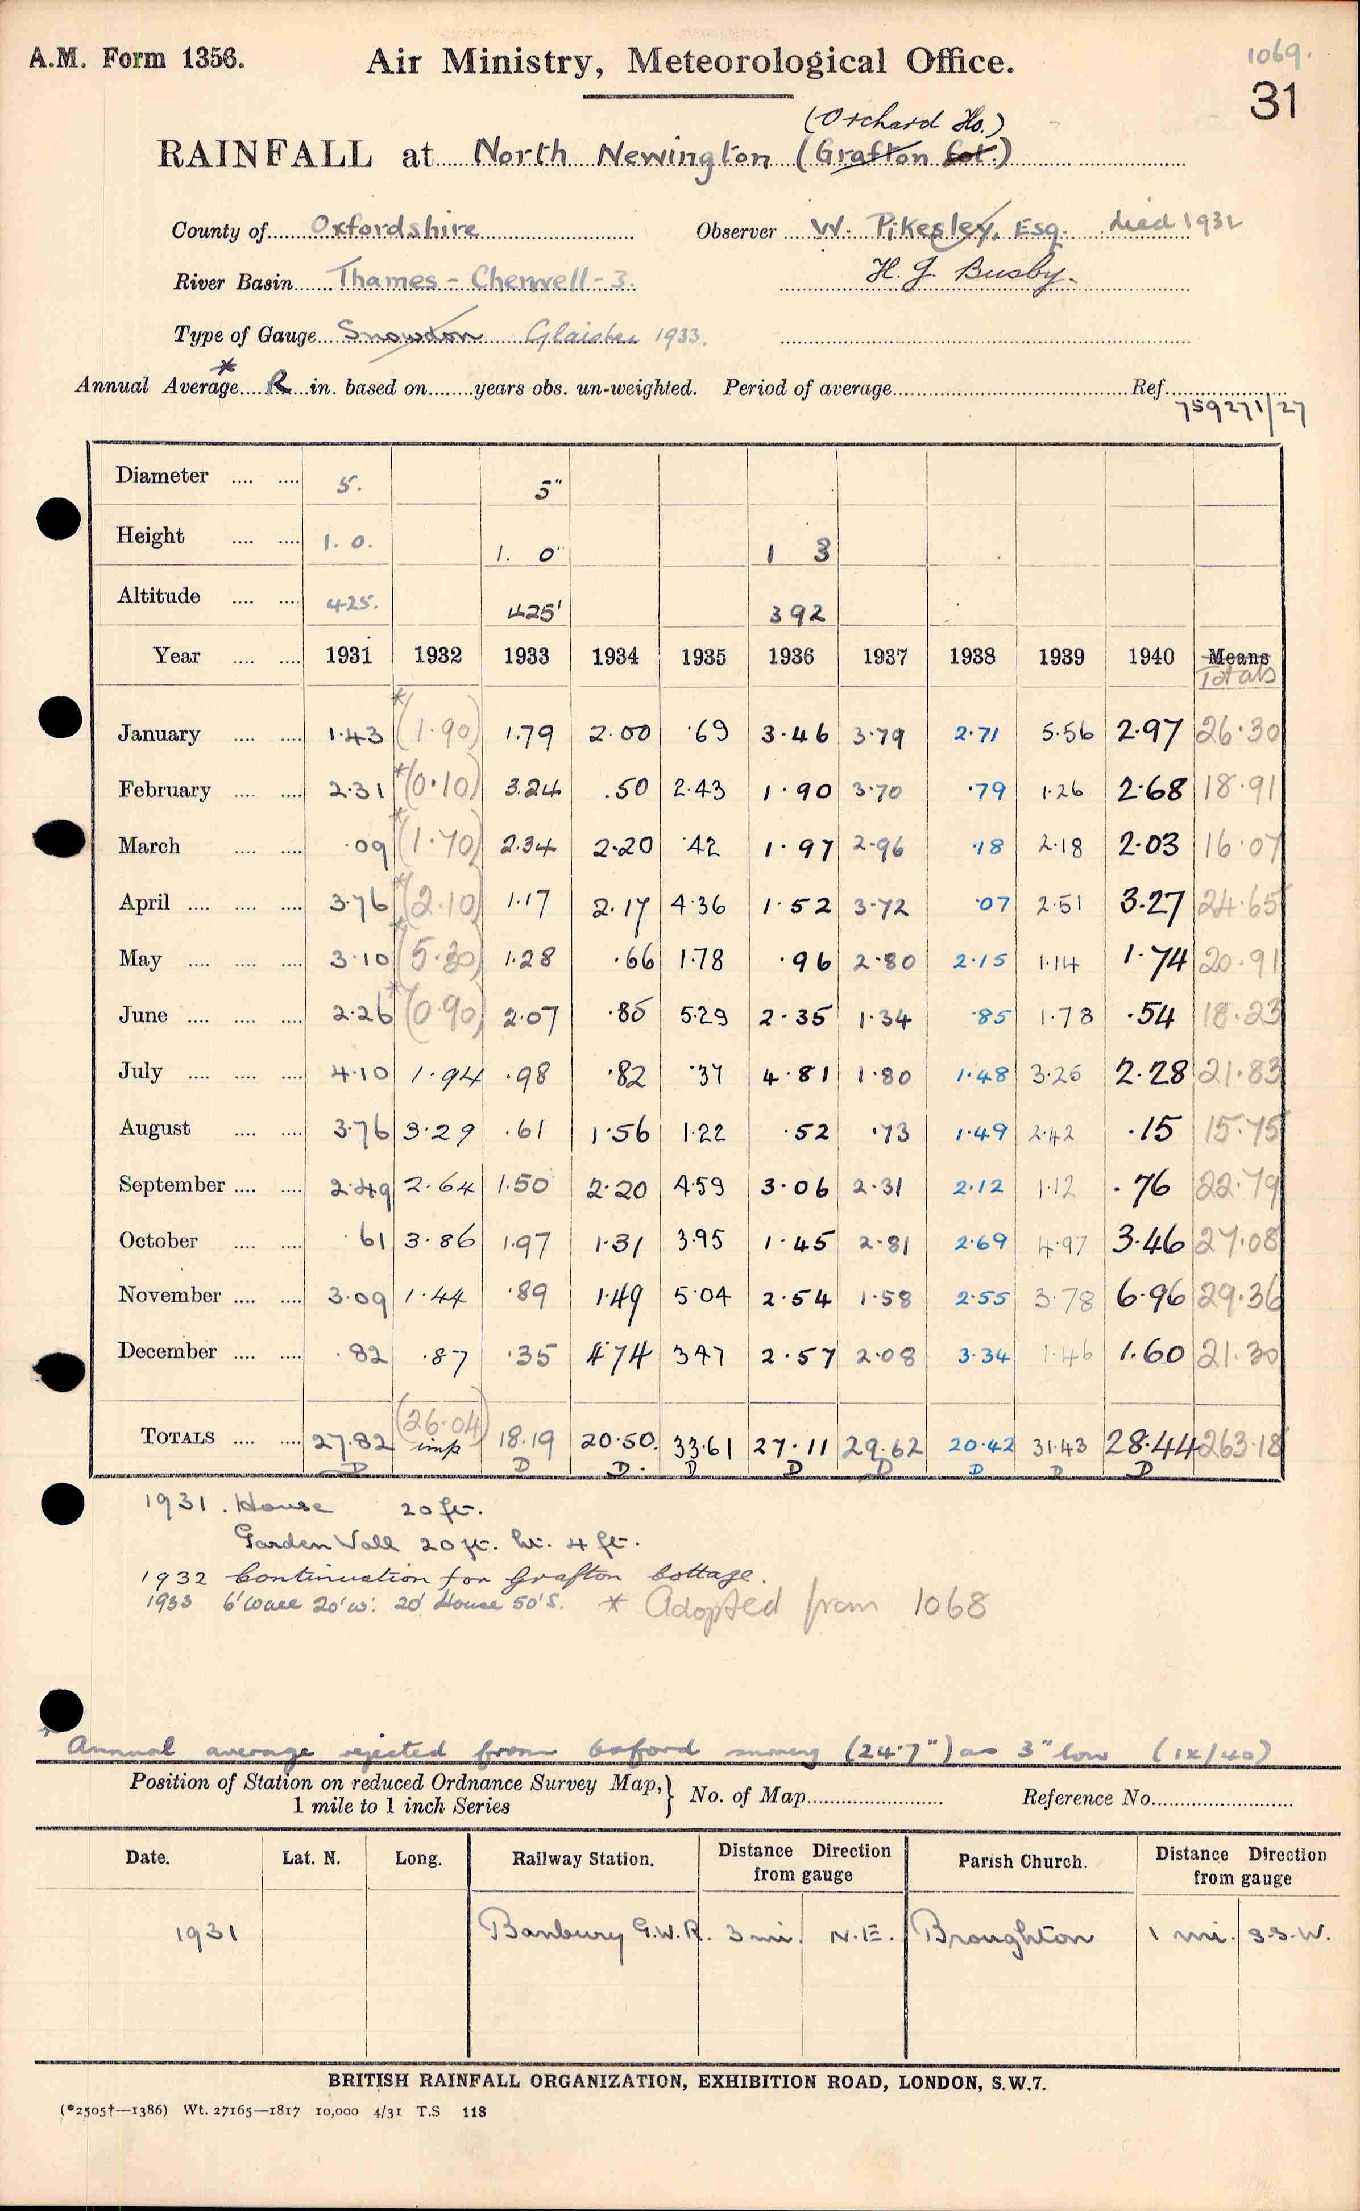 A.M. Form 1356. Air Ministry, Meteorological Office. 1069.
31
(Orchard Ho.)
RAINFALL at North Newington (Grafton Cot.)
County of Oxfordshire Observer W. Pikesley, Esq. died 1932
River Basin Thames - Cherwell - 3. H. J. Busby.
Type of Gauge Snowdon Glaisher 1933.
Annual Average * R in. based on years obs. un-weighted. Period of average Ref. 759271/27
Diameter 5. 5"
Height 1. 0. 1. 0" 1 3
Altitude 425. 425' 392
Year 1931 1932 1933 1934 1935 1936 1937 1938 1939 1940 Means
Totals
January 1.43 *(1.90) 1.79 2.00 .69 3.46 3.79 2.71 5.56 2.97 26.30
February 2.31 *(0.10) 3.24 .50 2.43 1.90 3.70 .79 1.26 2.68 18.91
March .09 *(1.70) 2.34 2.20 .42 1.97 2.96 .18 2.18 2.03 16.07
April 3.76 *(2.10) 1.17 2.17 4.36 1.52 3.72 .07 2.51 3.27 24.65
May 3.10 *(5.30) 1.28 .66 1.78 .96 2.80 2.15 1.14 1.74 20.91
June 2.26 *(0.90) 2.07 .85 5.29 2.35 1.34 .85 1.78 .54 18.23
July 4.10 1.94 .98 .82 .37 4.81 1.80 1.48 3.25 2.28 21.83
August 3.76 3.29 .61 1.56 1.22 .52 .73 1.49 2.42 .15 15.75
September 2.49 2.64 1.50 2.20 4.59 3.06 2.31 2.12 1.12 .76 22.79
October .61 3.86 1.97 1.31 3.95 1.45 2.81 2.69 4.97 3.46 27.08
November 3.09 1.44 .89 1.49 5.04 2.54 1.58 2.55 3.78 6.96 29.36
December .82 .87 .35 4.74 3.47 2.57 2.08 3.34 1.46 1.60 21.30
TOTALS 27.82 (26.04) 18.19 20.50. 33.61 27.11 29.62 20.42 31.43 28.44 263.18
D imp D D. D D D D D D
1931. House 20 ft.
Garden Wall 20 ft. ht. 4 ft.
1932 Continuation for Grafton Cottage.
1933 6' wall 20' W. 20' House 50' S. * Adopted from 1068
* Annual average rejected from Oxford summary (24.7") as 3" low (ix/40)
Position of Station on reduced Ordnance Survey Map,} No. of Map Reference No.
1 mile to 1 inch Series
Date. Lat. N. Long. Railway Station. Distance Direction from gauge Parish Church. Distance Direction from gauge
1931 Banbury G.W.R. 3 mi. N.E. Broughton 1 mi. S.S.W.
BRITISH RAINFALL ORGANIZATION, EXHIBITION ROAD, LONDON, S.W.7.
(*2505†—1386) Wt. 27165—1817 10,000 4/31 T.S 118